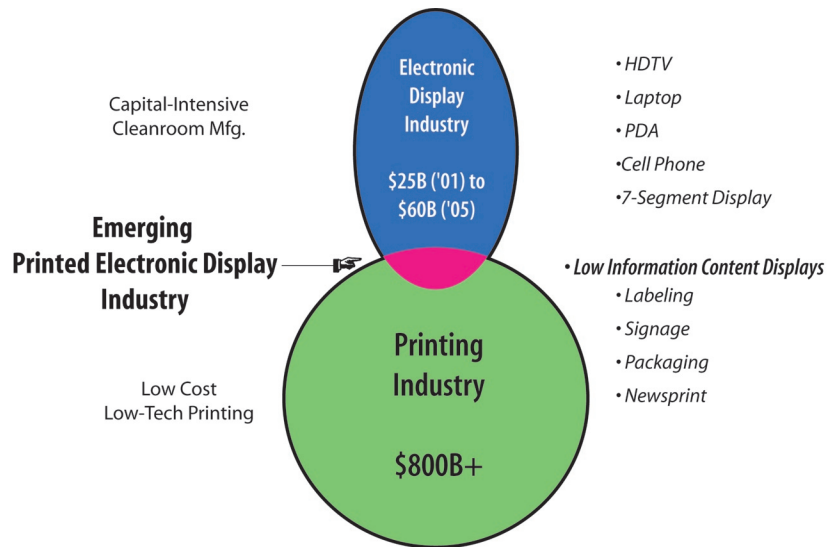 Electronic
Display
Industry
$25B ('01) to
$60B ('05)
Capital-Intensive
Cleanroom Mfg.
• HDTV
• Laptop
• PDA
• Cell Phone
• 7-Segment Display
Emerging
Printed Electronic Display
Industry
• Low Information Content Displays
• Labeling
• Signage
• Packaging
• Newsprint
Printing
Industry
$800B+
Low Cost
Low-Tech Printing